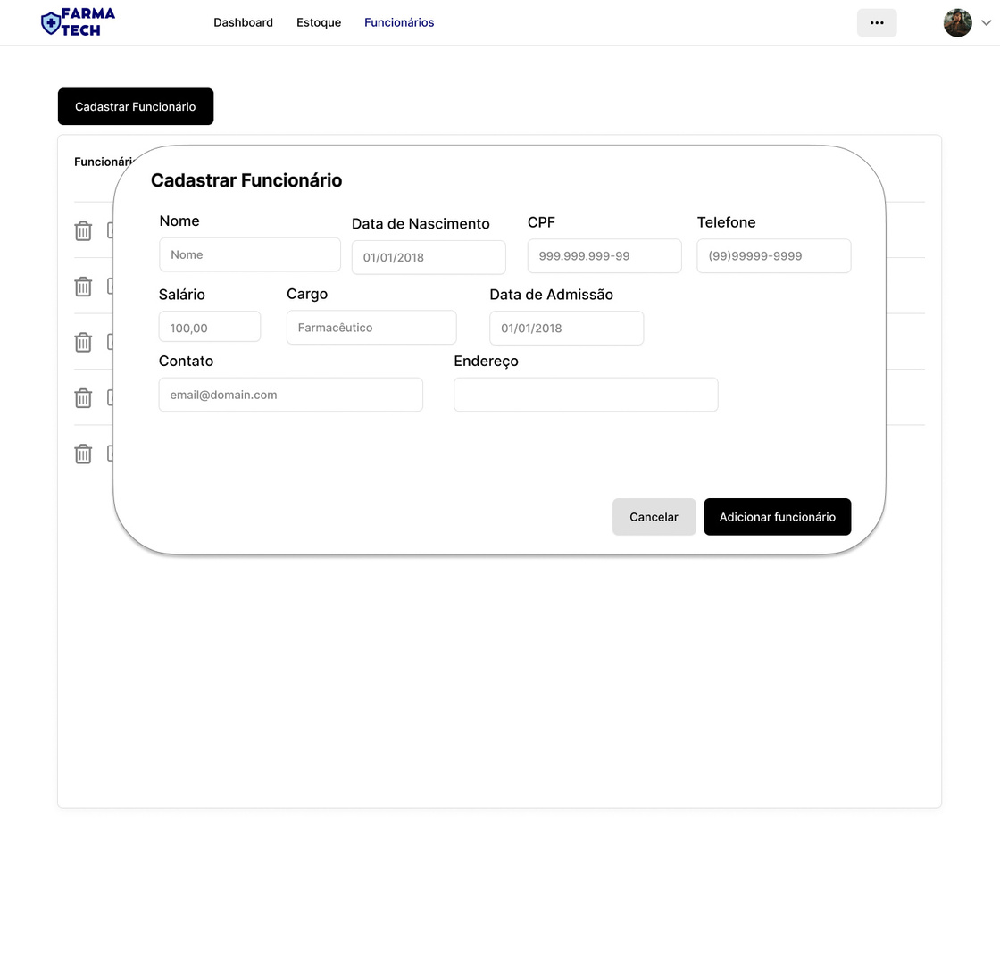 FARMA
TECH
Dashboard Estoque Funcionários
Cadastrar Funcionário
Cadastrar Funcionário
Nome Data de Nascimento CPF Telefone
Nome 01/01/2018 999.999.999-99 (99)99999-9999
Salário Cargo Data de Admissão
100,00 Farmacêutico 01/01/2018
Contato Endereço
email@domain.com
Cancelar Adicionar funcionário